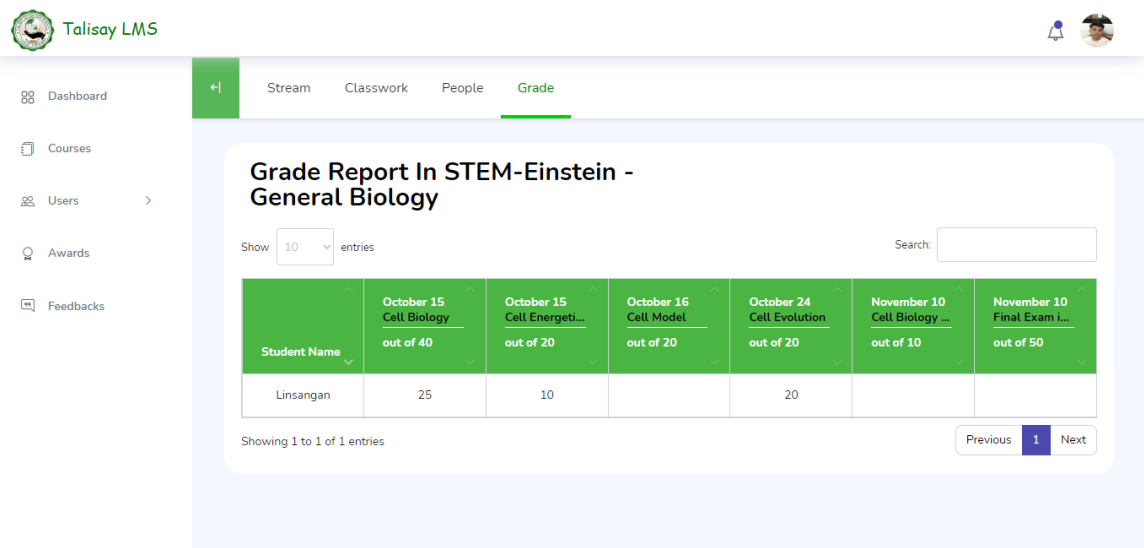 Talisay LMS
Dashboard
Courses
Users
Awards
Feedbacks
Stream Classwork People Grade
Grade Report In STEM-Einstein -
General Biology
Show 10 entries
Search:
Student Name
October 15
Cell Biology
out of 40
October 15
Cell Energeti...
out of 20
October 16
Cell Model
out of 20
October 24
Cell Evolution
out of 20
November 10
Cell Biology ...
out of 10
November 10
Final Exam i...
out of 50
Linsangan 25 10 20
Showing 1 to 1 of 1 entries
Previous 1 Next